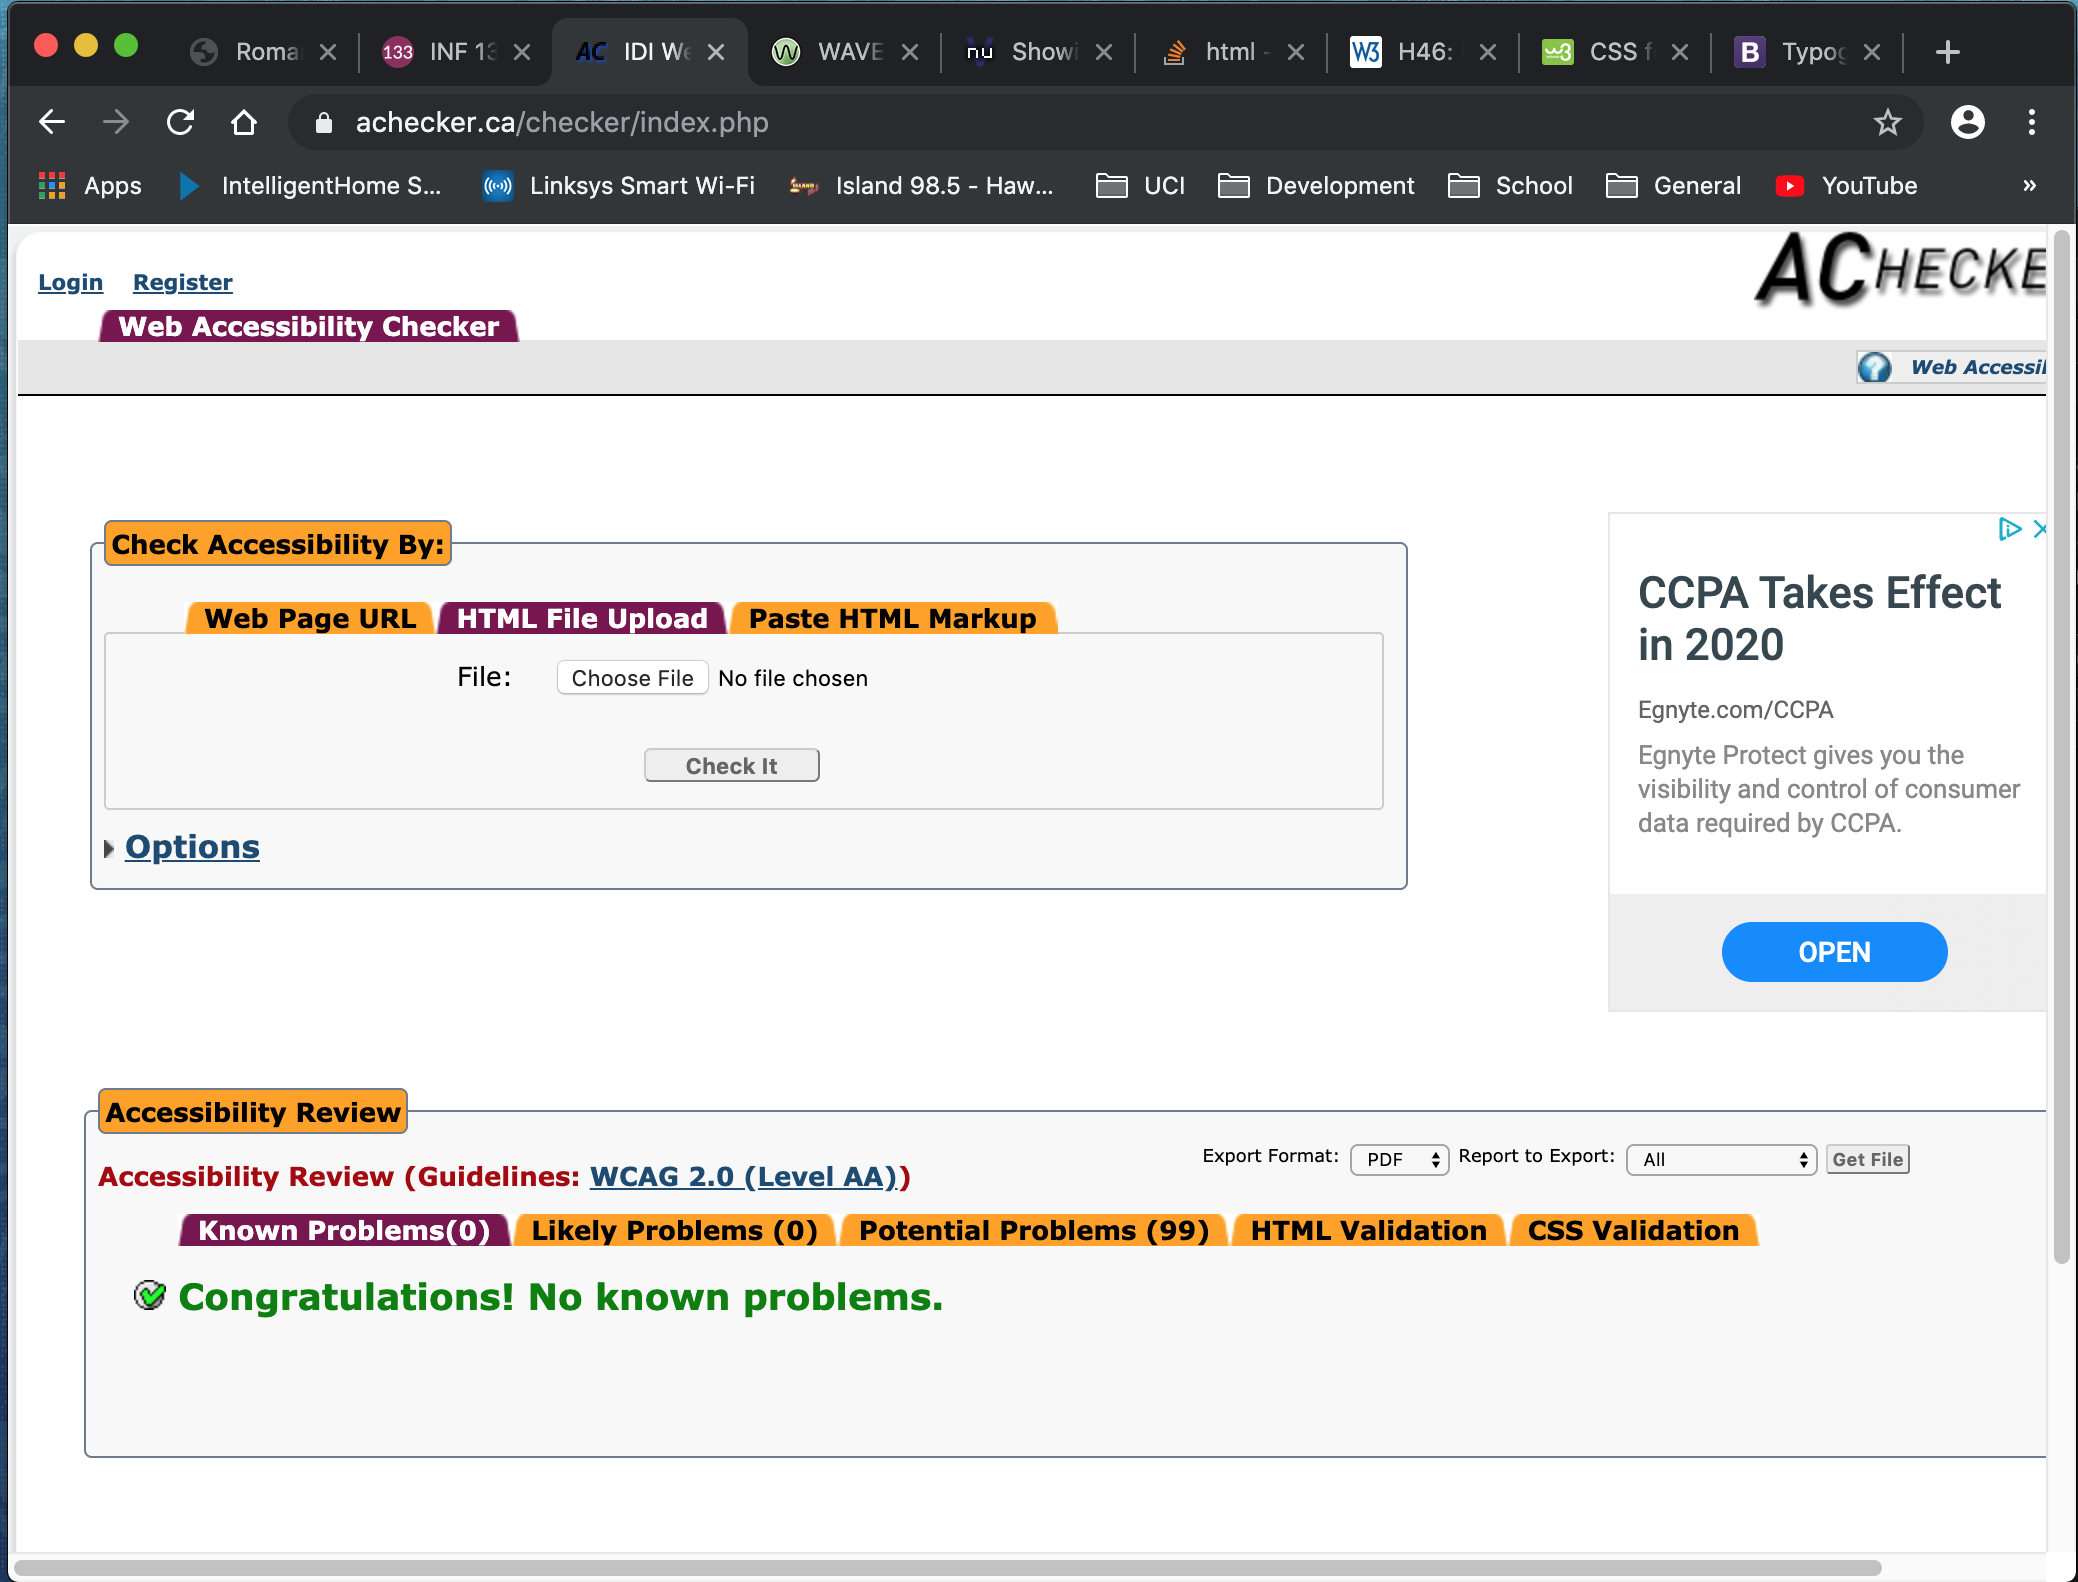 Roma
133 INF 13
AC IDI We
WAVE
nu Showi
html -
W3 H46:
w3 CSS f
B Typog
achecker.ca/checker/index.php
Apps
IntelligentHome S...
Linksys Smart Wi-Fi
Island 98.5 - Haw...
UCI
Development
School
General
YouTube
»
Login Register
ACHECKE
Web Accessibility Checker
Web Accessi
Check Accessibility By:
Web Page URL
HTML File Upload
Paste HTML Markup
File: Choose File No file chosen
Check It
Options
CCPA Takes Effect
in 2020
Egnyte.com/CCPA
Egnyte Protect gives you the
visibility and control of consumer
data required by CCPA.
OPEN
Accessibility Review
Export Format: PDF Report to Export: All Get File
Accessibility Review (Guidelines: WCAG 2.0 (Level AA))
Known Problems(0)
Likely Problems (0)
Potential Problems (99)
HTML Validation
CSS Validation
Congratulations! No known problems.